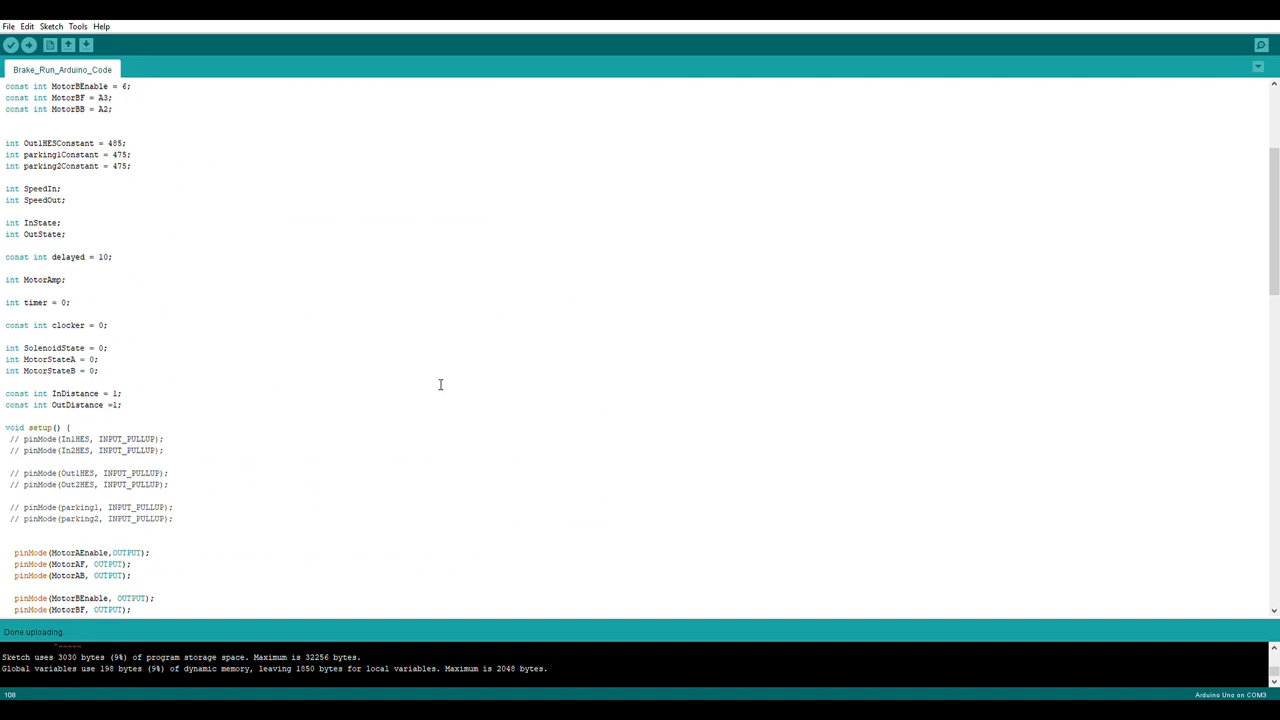 File Edit Sketch Tools Help
Brake_Run_Arduino_Code
const int MotorBEnable = 6;
const int MotorBF = A3;
const int MotorBB = A2;
int Out1HESConstant = 485;
int parking1Constant = 475;
int parking2Constant = 475;
int SpeedIn;
int SpeedOut;
int InState;
int OutState;
const int delayed = 10;
int MotorAmp;
int timer = 0;
const int clocker = 0;
int SolenoidState = 0;
int MotorStateA = 0;
int MotorStateB = 0;
const int InDistance = 1;
const int OutDistance =1;
void setup() {
// pinMode(In1HES, INPUT_PULLUP);
// pinMode(In2HES, INPUT_PULLUP);
// pinMode(Out1HES, INPUT_PULLUP);
// pinMode(Out2HES, INPUT_PULLUP);
// pinMode(parking1, INPUT_PULLUP);
// pinMode(parking2, INPUT_PULLUP);
pinMode(MotorAEnable,OUTPUT);
pinMode(MotorAF, OUTPUT);
pinMode(MotorAB, OUTPUT);
pinMode(MotorBEnable, OUTPUT);
pinMode(MotorBF, OUTPUT);
Done uploading.
Sketch uses 3030 bytes (9%) of program storage space. Maximum is 32256 bytes.
Global variables use 198 bytes (9%) of dynamic memory, leaving 1850 bytes for local variables. Maximum is 2048 bytes.
108
Arduino Uno on COM3